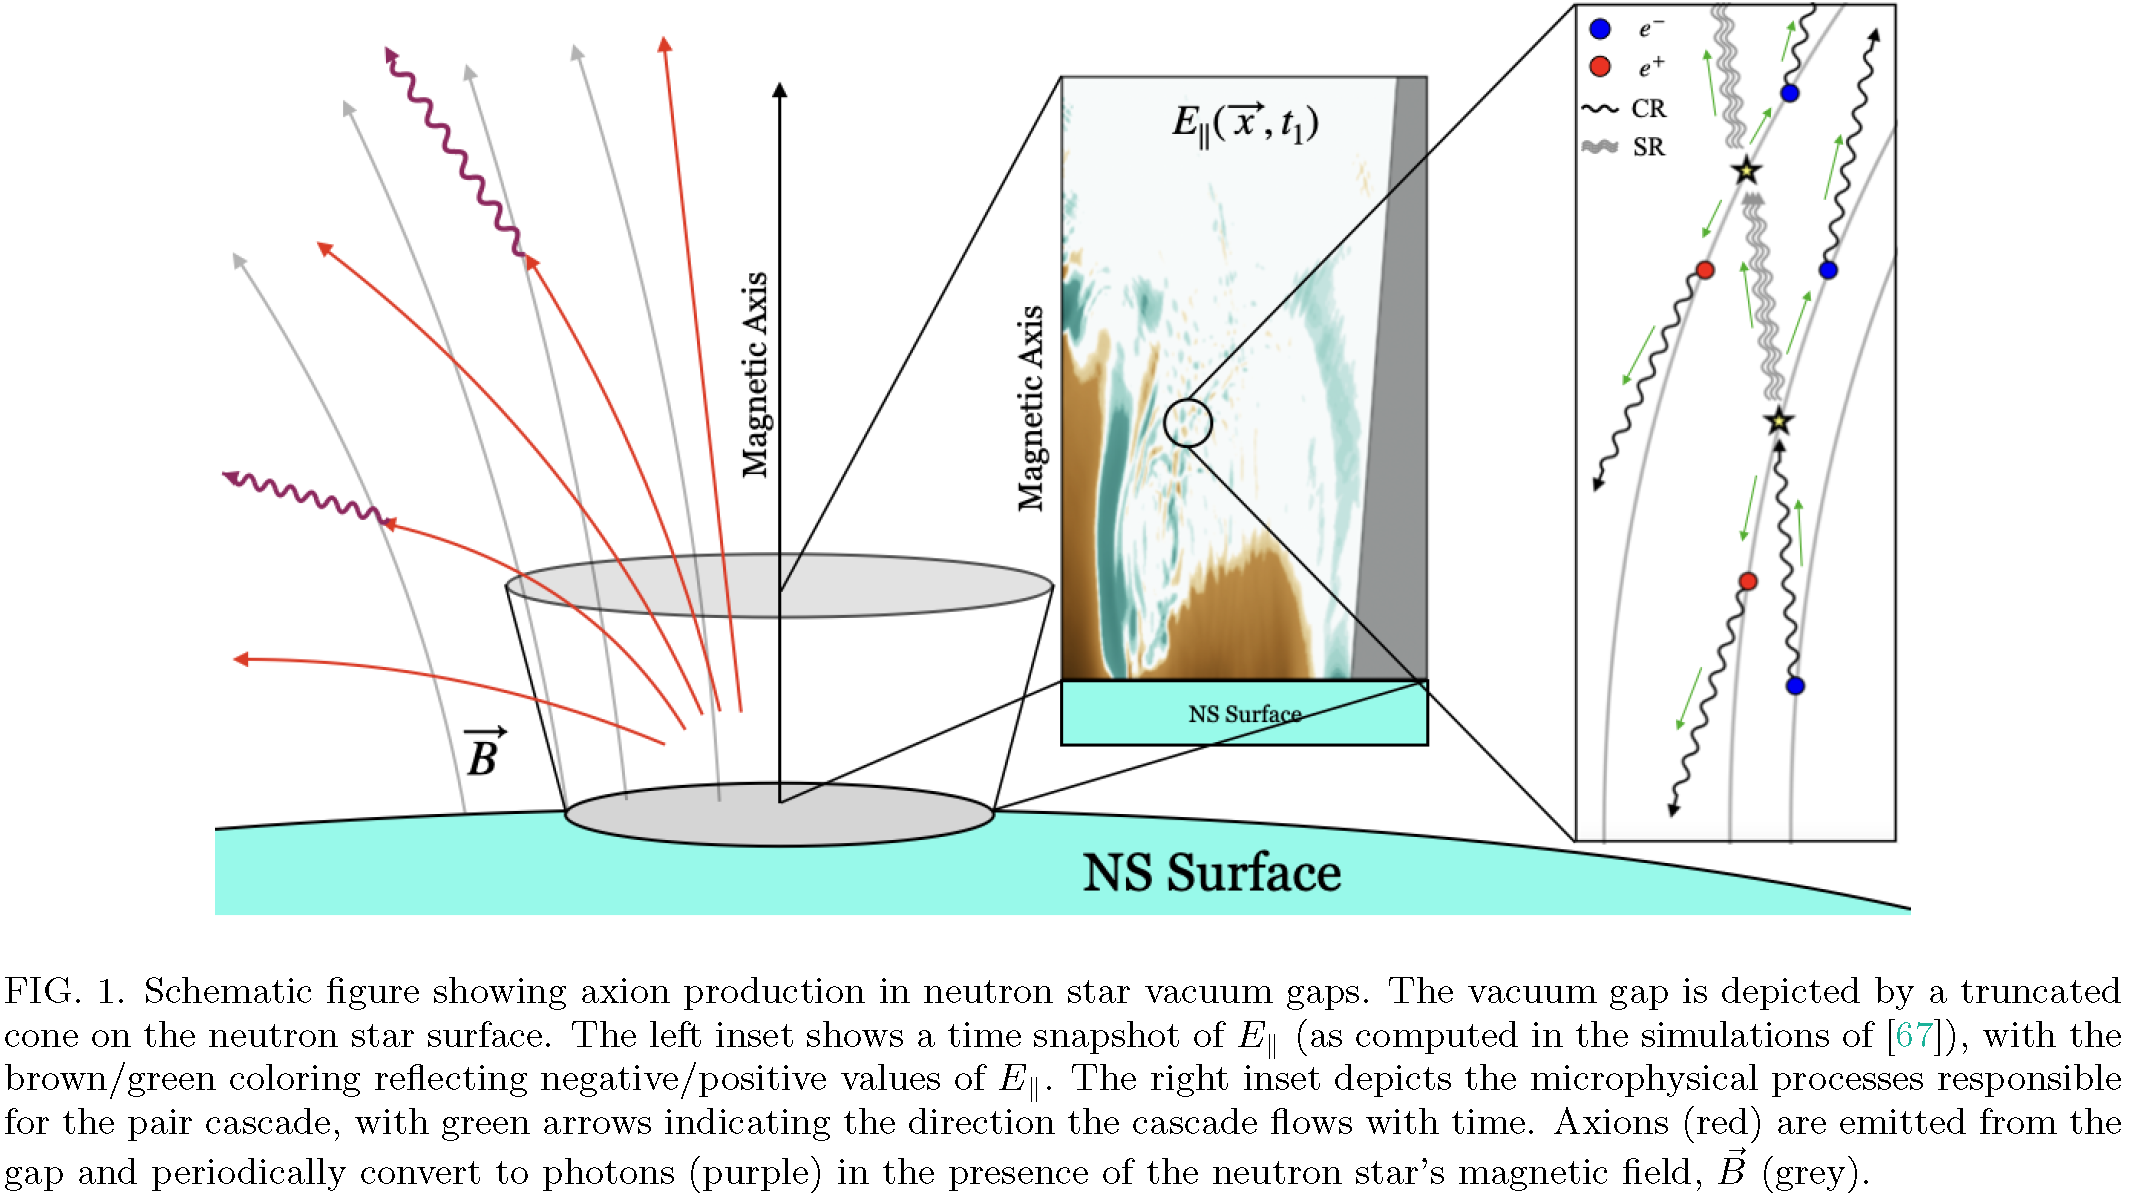 Magnetic Axis
B
Magnetic Axis
E∥(x, t₁)
NS Surface
e⁻
e⁺
CR
SR
NS Surface
FIG. 1. Schematic figure showing axion production in neutron star vacuum gaps. The vacuum gap is depicted by a truncated
cone on the neutron star surface. The left inset shows a time snapshot of E∥ (as computed in the simulations of [67]), with the
brown/green coloring reflecting negative/positive values of E∥. The right inset depicts the microphysical processes responsible
for the pair cascade, with green arrows indicating the direction the cascade flows with time. Axions (red) are emitted from the
gap and periodically convert to photons (purple) in the presence of the neutron star's magnetic field, B⃗ (grey).